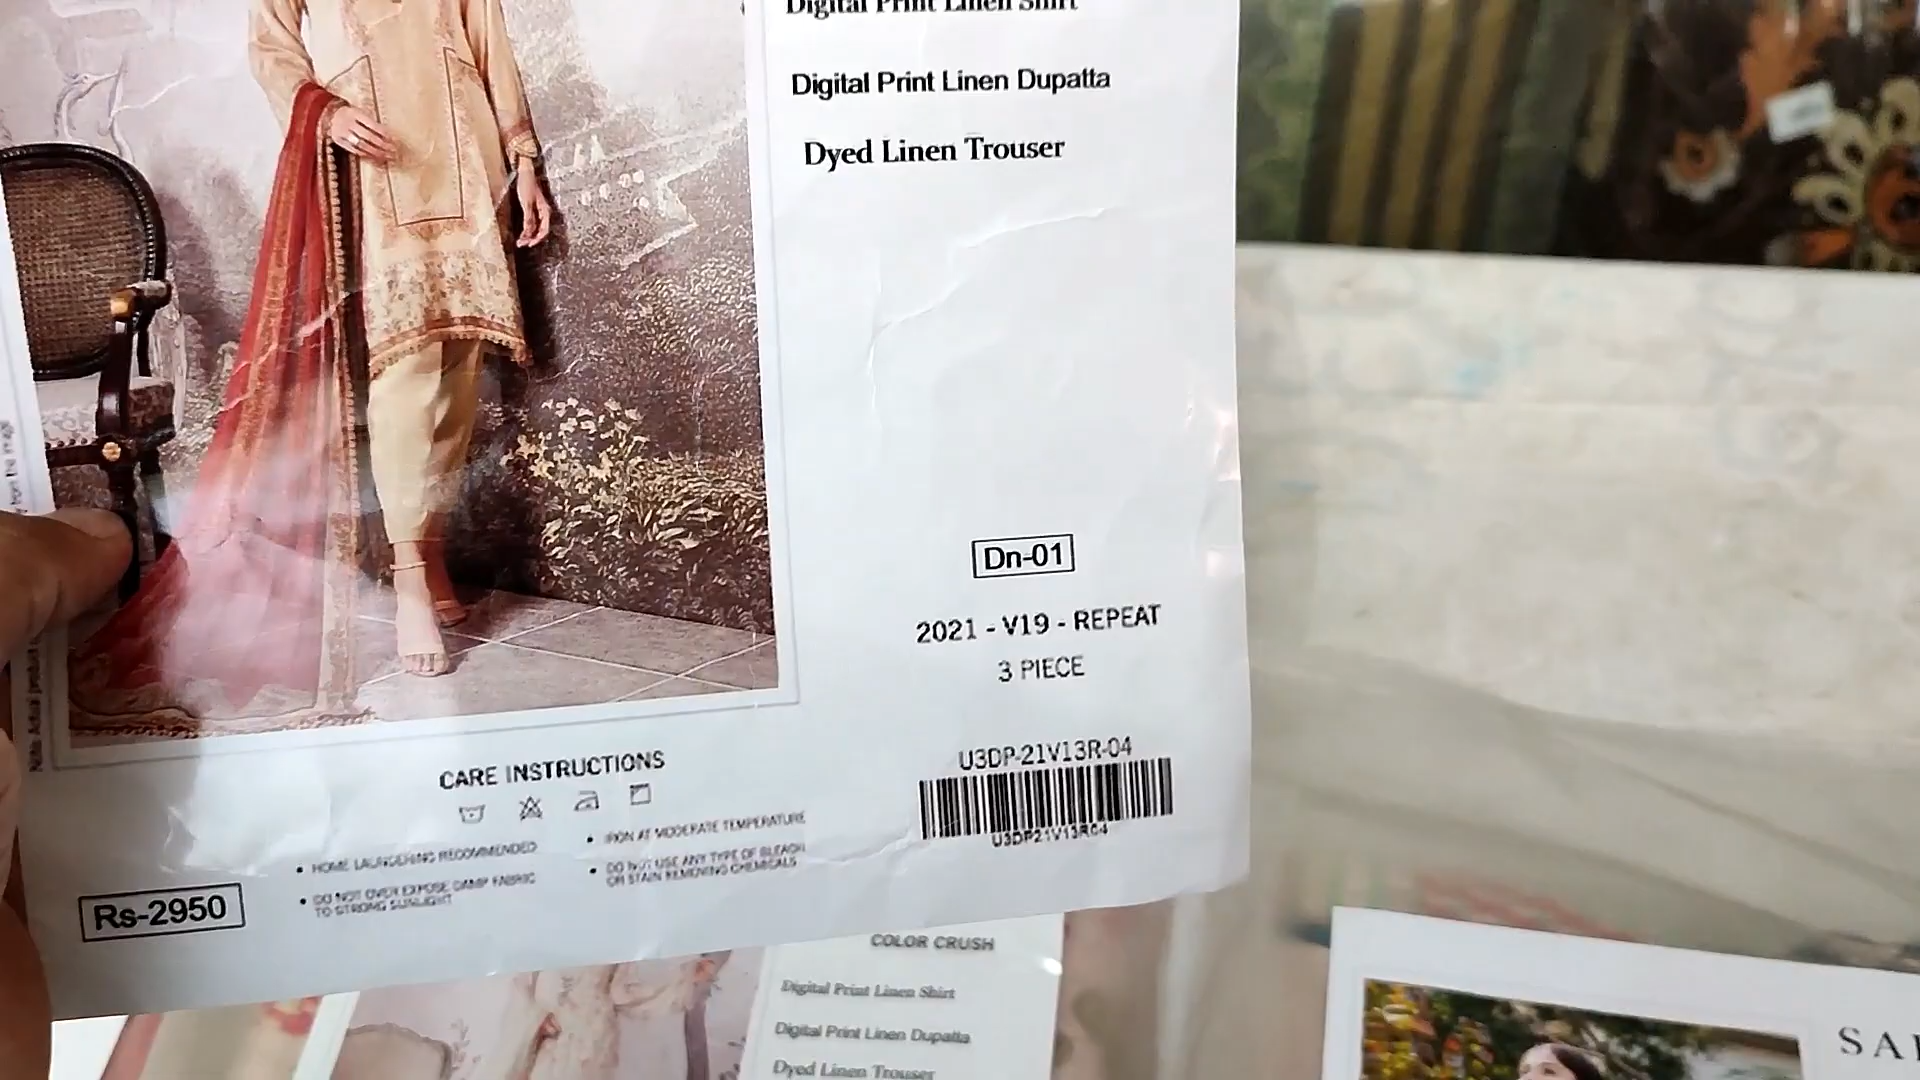 Digital Print Linen Shirt
Digital Print Linen Dupatta
Dyed Linen Trouser
Dn-01
2021 - V19 - REPEAT
3 PIECE
U3DP-21V13R-04
U3DP21V13R04
CARE INSTRUCTIONS
• HOME LAUNDERING RECOMMENDED
• DO NOT OVER EXPOSE DAMP FABRIC
TO STRONG SUNLIGHT
• IRON AT MODERATE TEMPERATURE
• DO NOT USE ANY TYPE OF BLEACH
OR STAIN REMOVING CHEMICALS
Rs-2950
COLOR CRUSH
Digital Print Linen Shirt
Digital Print Linen Dupatta
Dyed Linen Trouser